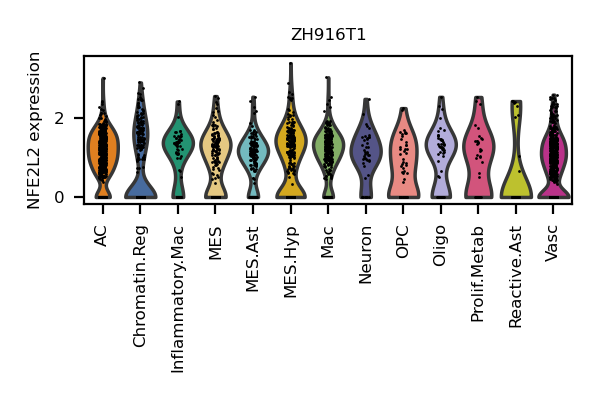 ZH916T1
NFE2L2 expression
2
0
AC
Chromatin.Reg
Inflammatory.Mac
MES
MES.Ast
MES.Hyp
Mac
Neuron
OPC
Oligo
Prolif.Metab
Reactive.Ast
Vasc